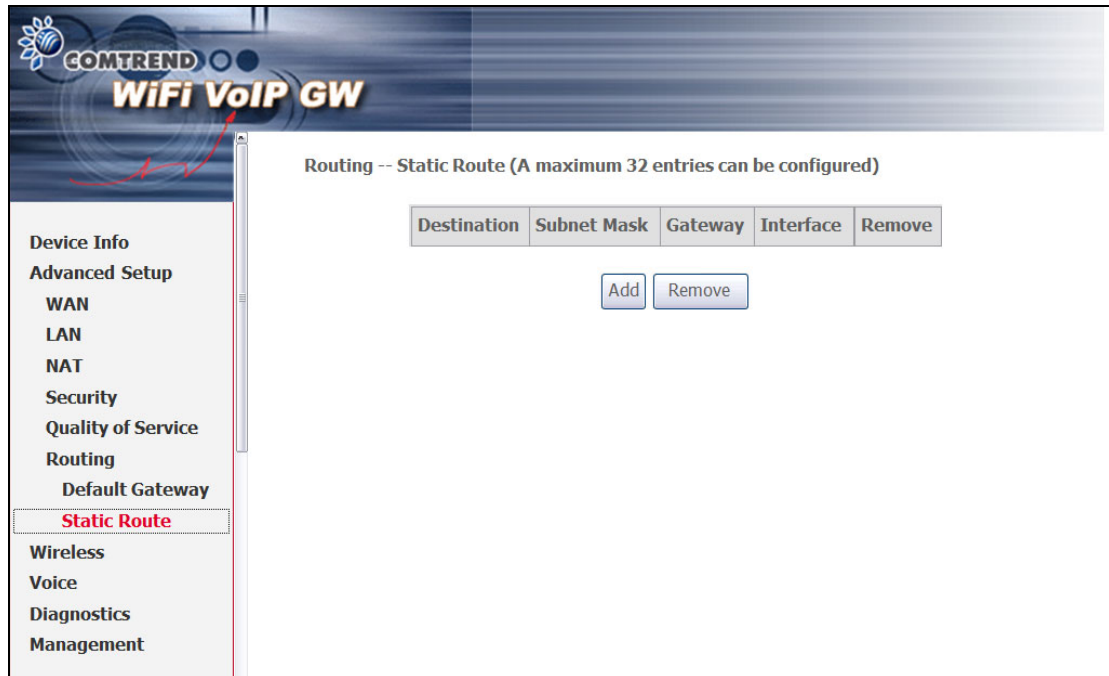 COMTREND
WiFi VoIP GW
Routing -- Static Route (A maximum 32 entries can be configured)
Destination Subnet Mask Gateway Interface Remove
Add Remove
Device Info
Advanced Setup
WAN
LAN
NAT
Security
Quality of Service
Routing
Default Gateway
Static Route
Wireless
Voice
Diagnostics
Management